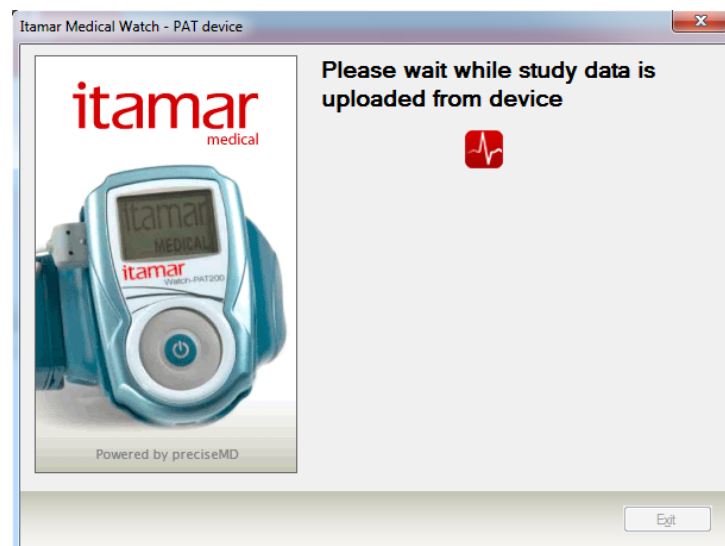 Itamar Medical Watch - PAT device
x
itamar
medical
itamar
MEDICAL
itamar
Watch-PAT200
Powered by preciseMD
Please wait while study data is
uploaded from device
Exit